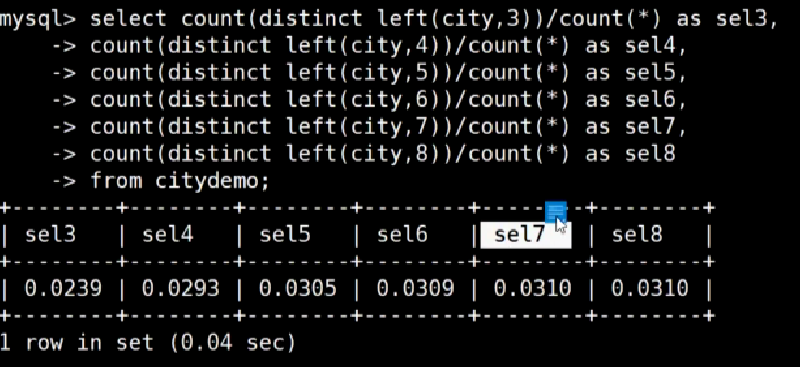 mysql> select count(distinct left(city,3))/count(*) as sel3,
    -> count(distinct left(city,4))/count(*) as sel4,
    -> count(distinct left(city,5))/count(*) as sel5,
    -> count(distinct left(city,6))/count(*) as sel6,
    -> count(distinct left(city,7))/count(*) as sel7,
    -> count(distinct left(city,8))/count(*) as sel8
    -> from citydemo;
+--------+--------+--------+--------+--------+--------+
| sel3   | sel4   | sel5   | sel6   | sel7   | sel8   |
+--------+--------+--------+--------+--------+--------+
| 0.0239 | 0.0293 | 0.0305 | 0.0309 | 0.0310 | 0.0310 |
+--------+--------+--------+--------+--------+--------+
1 row in set (0.04 sec)